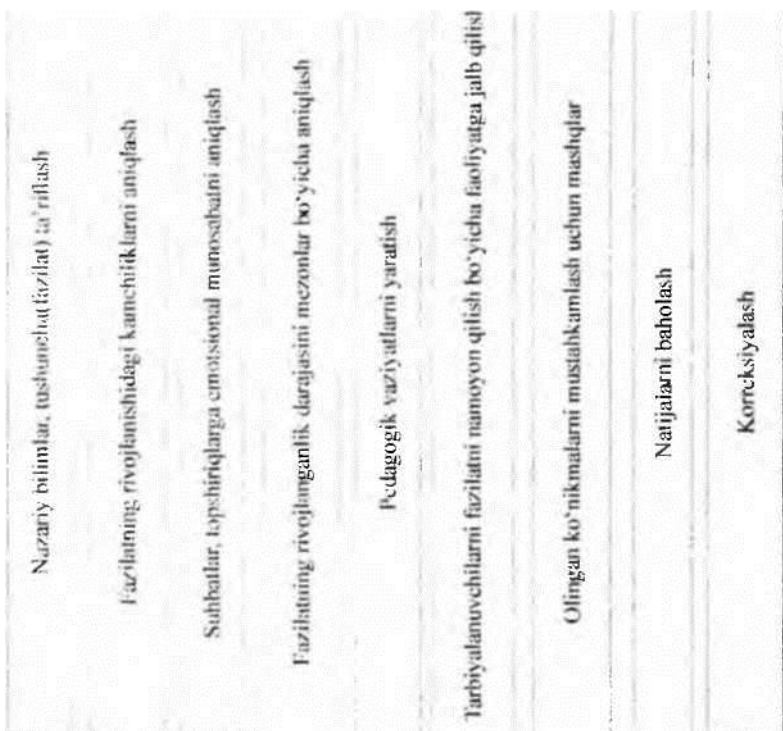 Nazariy bilimlar, tushuncha(fazilat) ta'riflash
Fazilatning rivojlanishidagi kamchiliklarni aniqlash
Suhbatlar, topshiriqlarga emotsional munosabatni aniqlash
Fazilatning rivojlanganlik darajasini mezonlar bo'yicha aniqlash
Pedagogik vaziyatlarni yaratish
Tarbiyalanuvchilarni fazilatni namoyon qilish bo'yicha faoliyatga jalb qilish
Olingan ko'nikmalarni mustahkamlash uchun mashqlar
Natijalarni baholash
Korreksiyalash